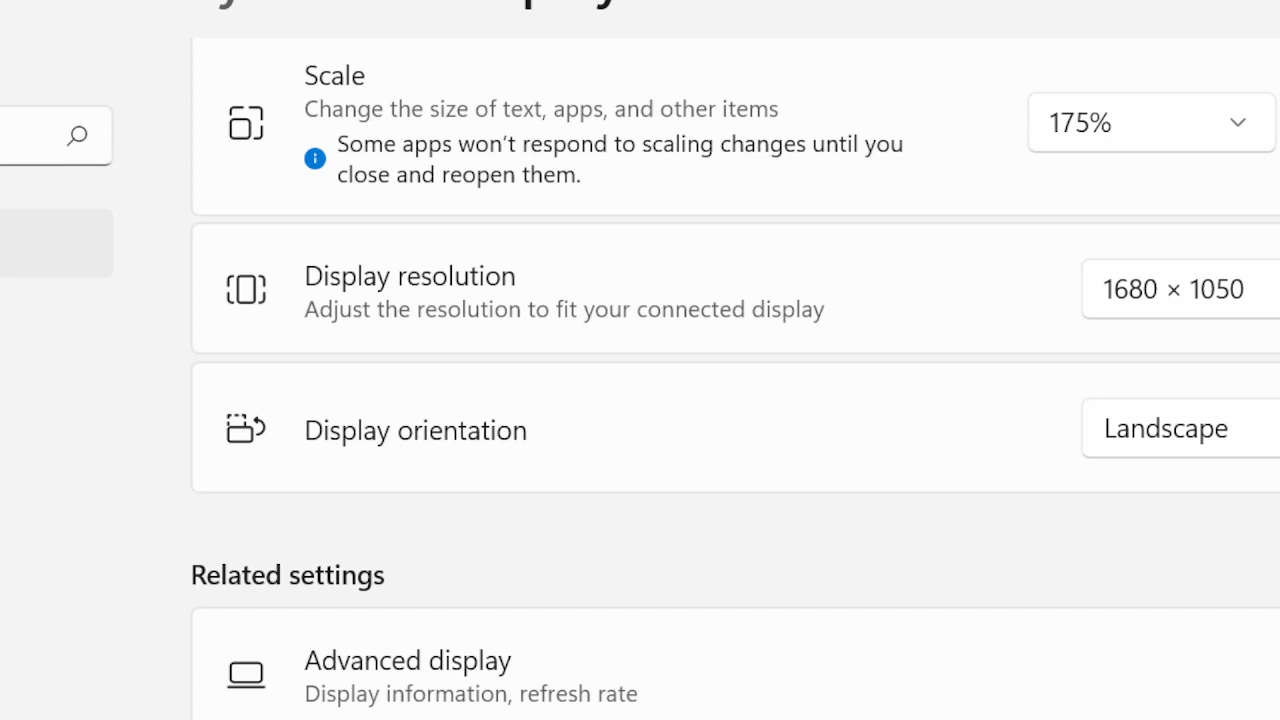 Scale
Change the size of text, apps, and other items
175%
Some apps won't respond to scaling changes until you
close and reopen them.
Display resolution
Adjust the resolution to fit your connected display
1680 × 1050
Display orientation
Landscape
Related settings
Advanced display
Display information, refresh rate